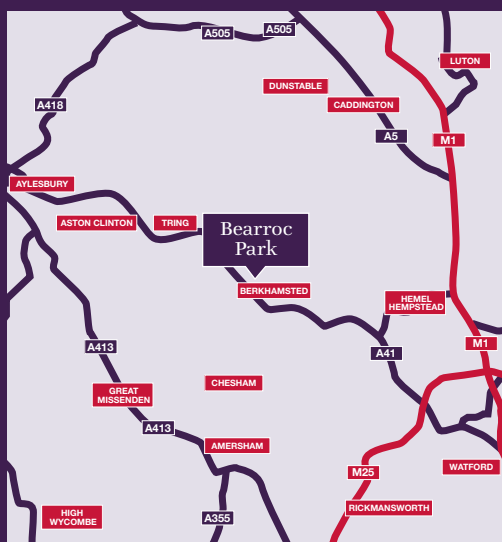 A505
A505
LUTON
DUNSTABLE
CADDINGTON
A418
A5
M1
AYLESBURY
ASTON CLINTON
TRING
Bearroc
Park
BERKHAMSTED
HEMEL
HEMPSTEAD
M1
A413
A41
CHESHAM
GREAT
MISSENDEN
A413
AMERSHAM
M25
WATFORD
HIGH
WYCOMBE
A355
RICKMANSWORTH